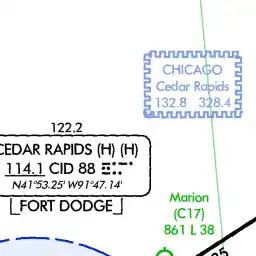 CHICAGO
Cedar Rapids
132.8 328.4
122.2
CEDAR RAPIDS (H) (H)
114.1 CID 88
N41°53.25' W91°47.14'
FORT DODGE
Marion
(C17)
861 L 38